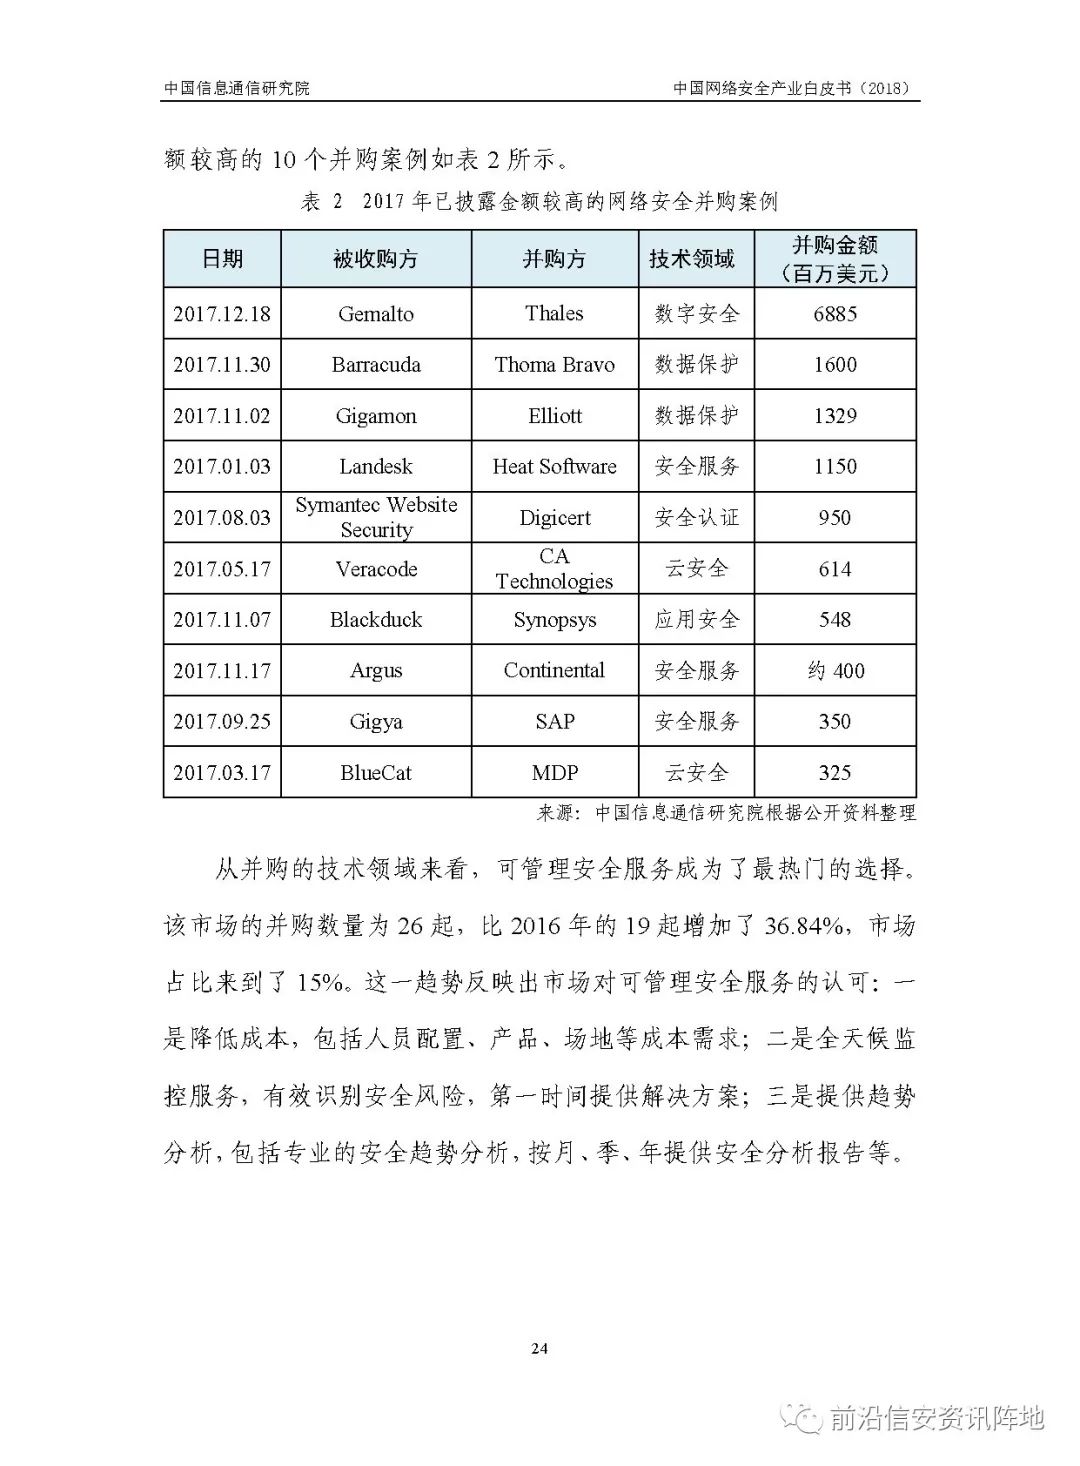 中国信息通信研究院 中国网络安全产业白皮书（2018）
额较高的 10 个并购案例如表 2 所示。
表 2 2017 年已披露金额较高的网络安全并购案例
日期 被收购方 并购方 技术领域 并购金额（百万美元）
2017.12.18 Gemalto Thales 数字安全 6885
2017.11.30 Barracuda Thoma Bravo 数据保护 1600
2017.11.02 Gigamon Elliott 数据保护 1329
2017.01.03 Landesk Heat Software 安全服务 1150
2017.08.03 Symantec Website Security Digicert 安全认证 950
2017.05.17 Veracode CA Technologies 云安全 614
2017.11.07 Blackduck Synopsys 应用安全 548
2017.11.17 Argus Continental 安全服务 约 400
2017.09.25 Gigya SAP 安全服务 350
2017.03.17 BlueCat MDP 云安全 325
来源：中国信息通信研究院根据公开资料整理
从并购的技术领域来看，可管理安全服务成为了最热门的选择。
该市场的并购数量为 26 起，比 2016 年的 19 起增加了 36.84%，市场
占比来到了 15%。这一趋势反映出市场对可管理安全服务的认可：一
是降低成本，包括人员配置、产品、场地等成本需求；二是全天候监
控服务，有效识别安全风险，第一时间提供解决方案；三是提供趋势
分析，包括专业的安全趋势分析，按月、季、年提供安全分析报告等。
24
前沿信安资讯阵地